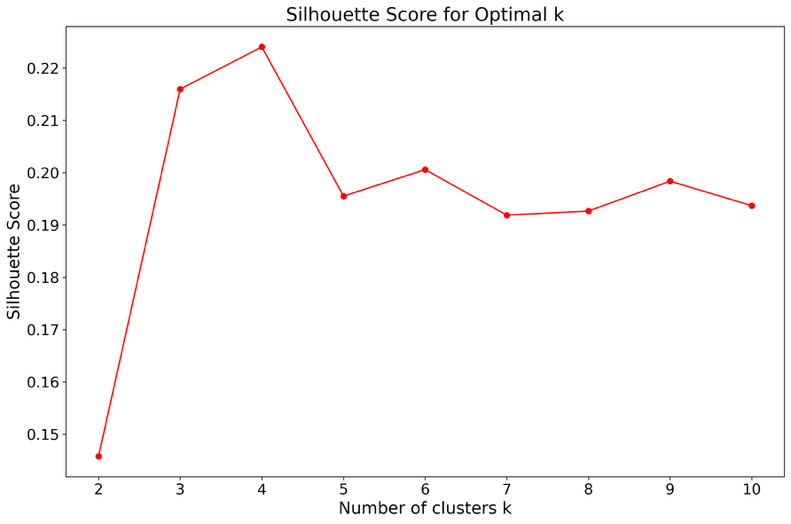 Silhouette Score for Optimal k
0.22
0.21
0.20
0.19
0.18
0.17
0.16
0.15
Silhouette Score
2 3 4 5 6 7 8 9 10
Number of clusters k